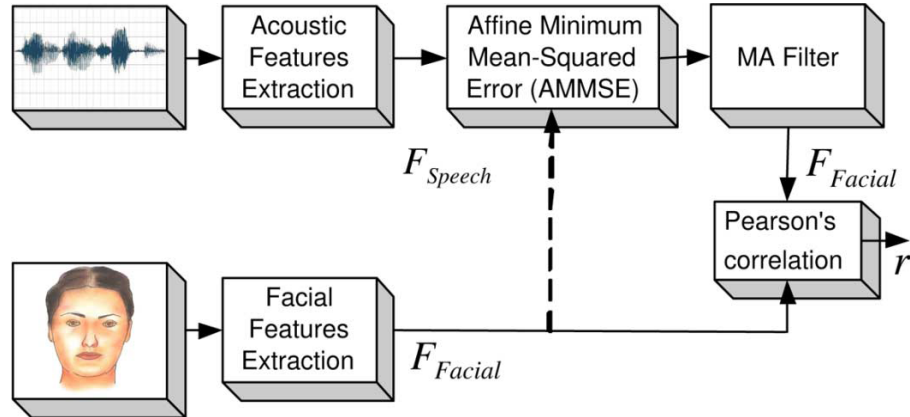 Acoustic
Features
Extraction
Affine Minimum
Mean-Squared
Error (AMMSE)
MA Filter
F_Speech
F_Facial
Pearson's
correlation
r
Facial
Features
Extraction
F_Facial